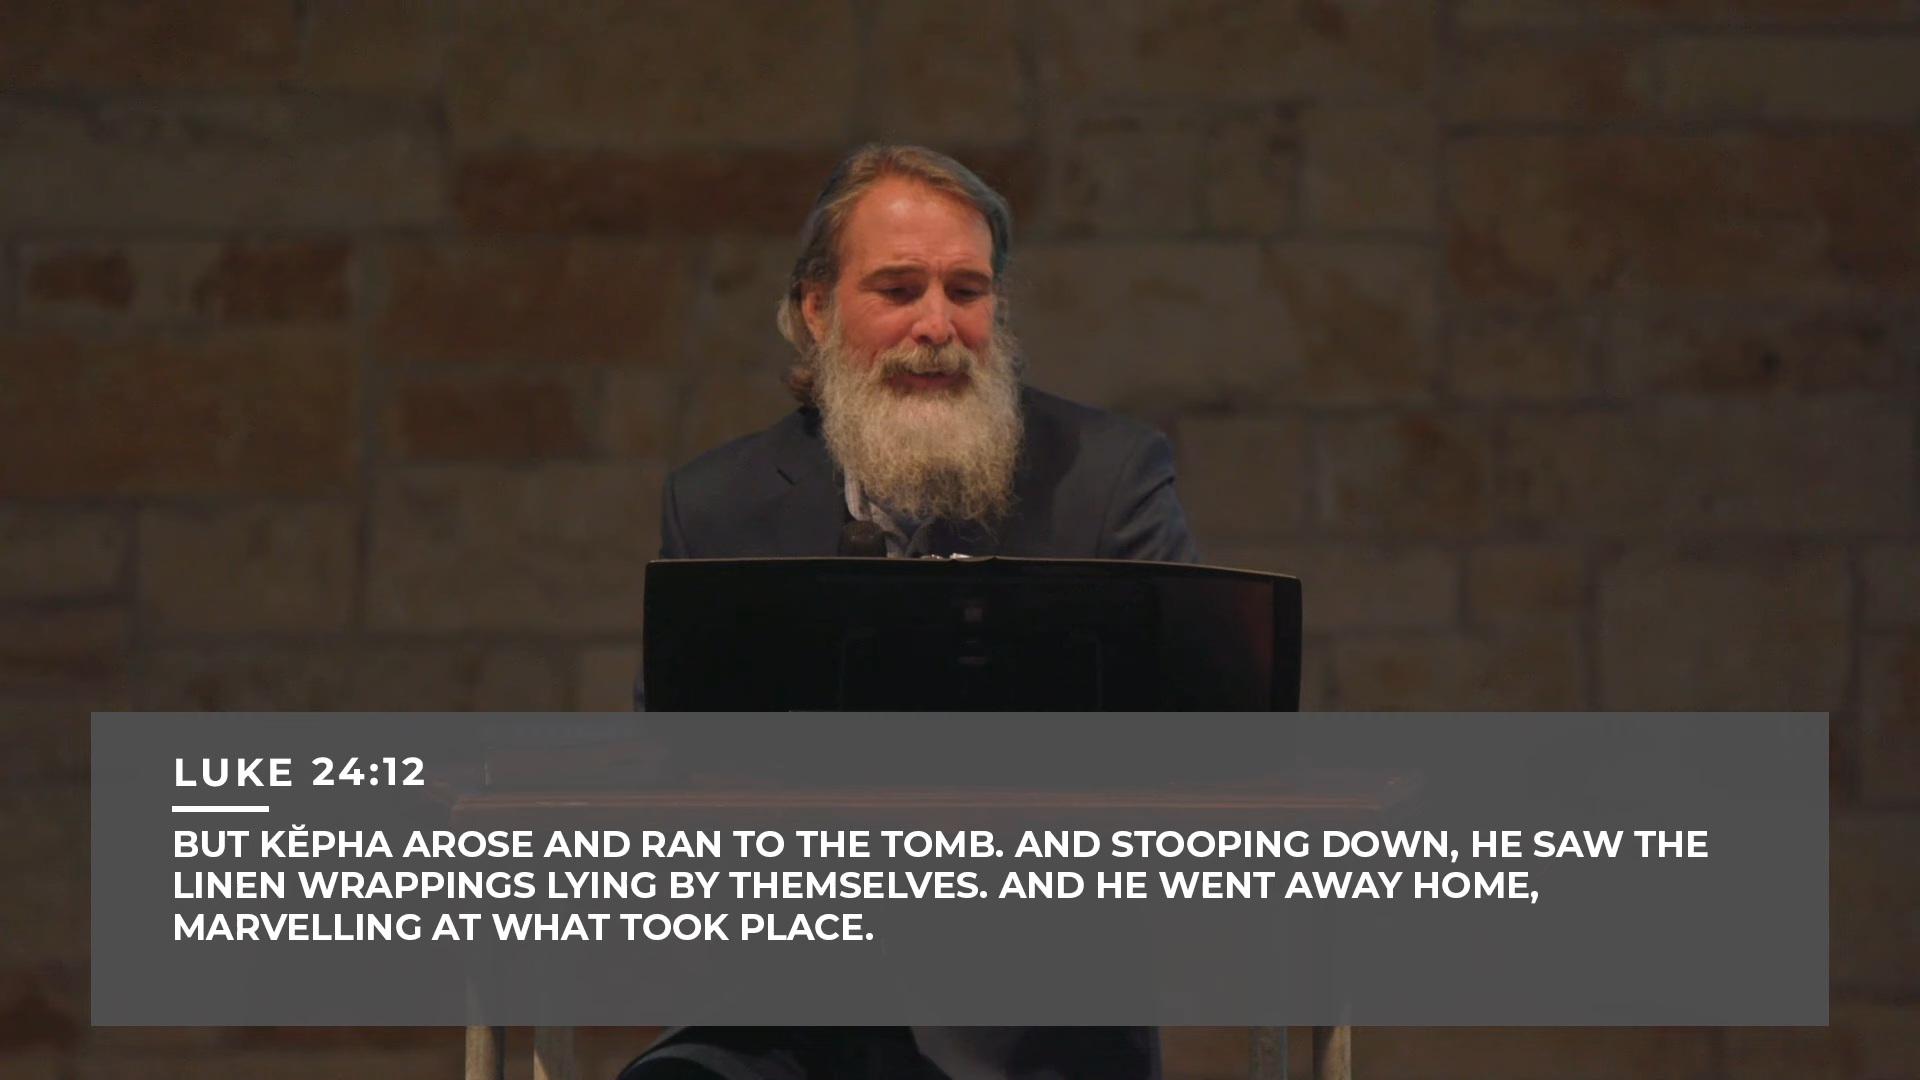 LUKE 24:12
BUT KĔPHA AROSE AND RAN TO THE TOMB. AND STOOPING DOWN, HE SAW THE
LINEN WRAPPINGS LYING BY THEMSELVES. AND HE WENT AWAY HOME,
MARVELLING AT WHAT TOOK PLACE.